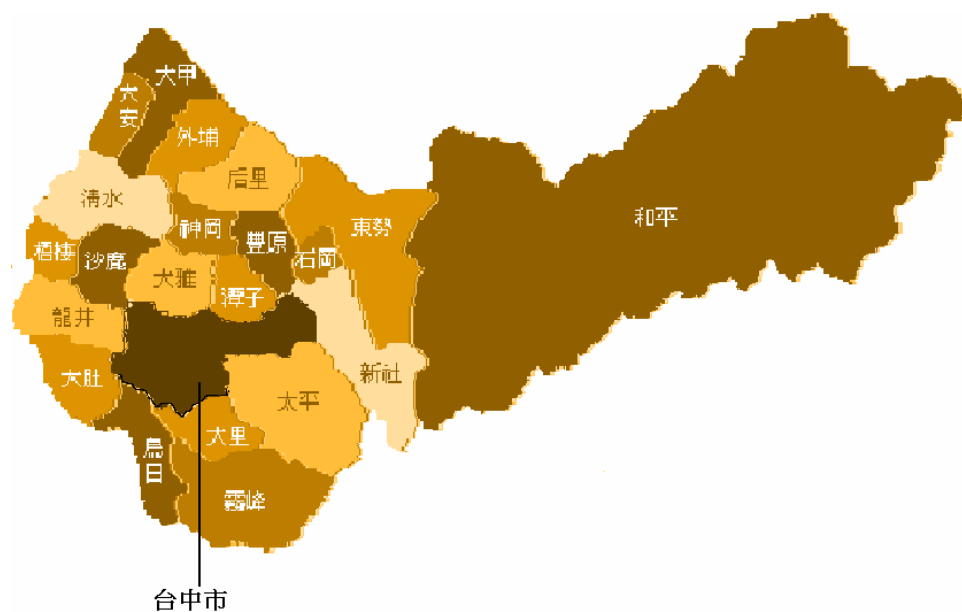 大甲
大安
外埔
后里
清水
神岡
豐原
東勢
和平
梧棲
沙鹿
大雅
潭子
石岡
龍井
大肚
新社
太平
大里
烏日
霧峰
台中市